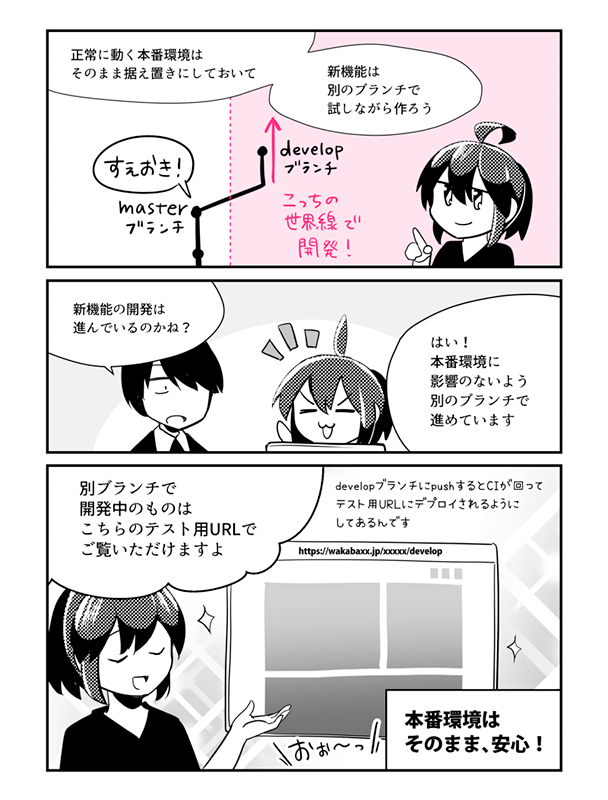 正常に動く本番環境は
そのまま据え置きにしておいて
新機能は
別のブランチで
試しながら作ろう
すえおき!
master
ブランチ
develop
ブランチ
こっちの
世界線で
開発!
新機能の開発は
進んでいるのかね?
はい!
本番環境に
影響のないよう
別のブランチで
進めています
別ブランチで
開発中のものは
こちらのテスト用URLで
ご覧いただけますよ
developブランチにpushするとCIが回って
テスト用URLにデプロイされるように
してあるんです
https://wakabaxx.jp/xxxxx/develop
おぉ〜っ
本番環境は
そのまま、安心!